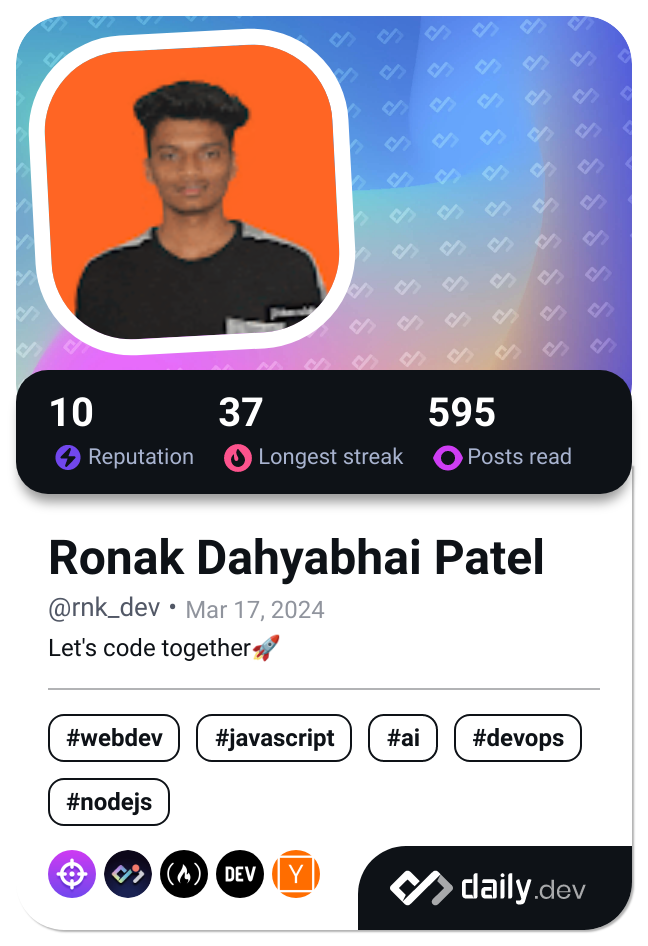 10 37 595
Reputation Longest streak Posts read
Ronak Dahyabhai Patel
@rnk_dev • Mar 17, 2024
Let's code together🚀
#webdev #javascript #ai #devops
#nodejs
DEV Y daily.dev